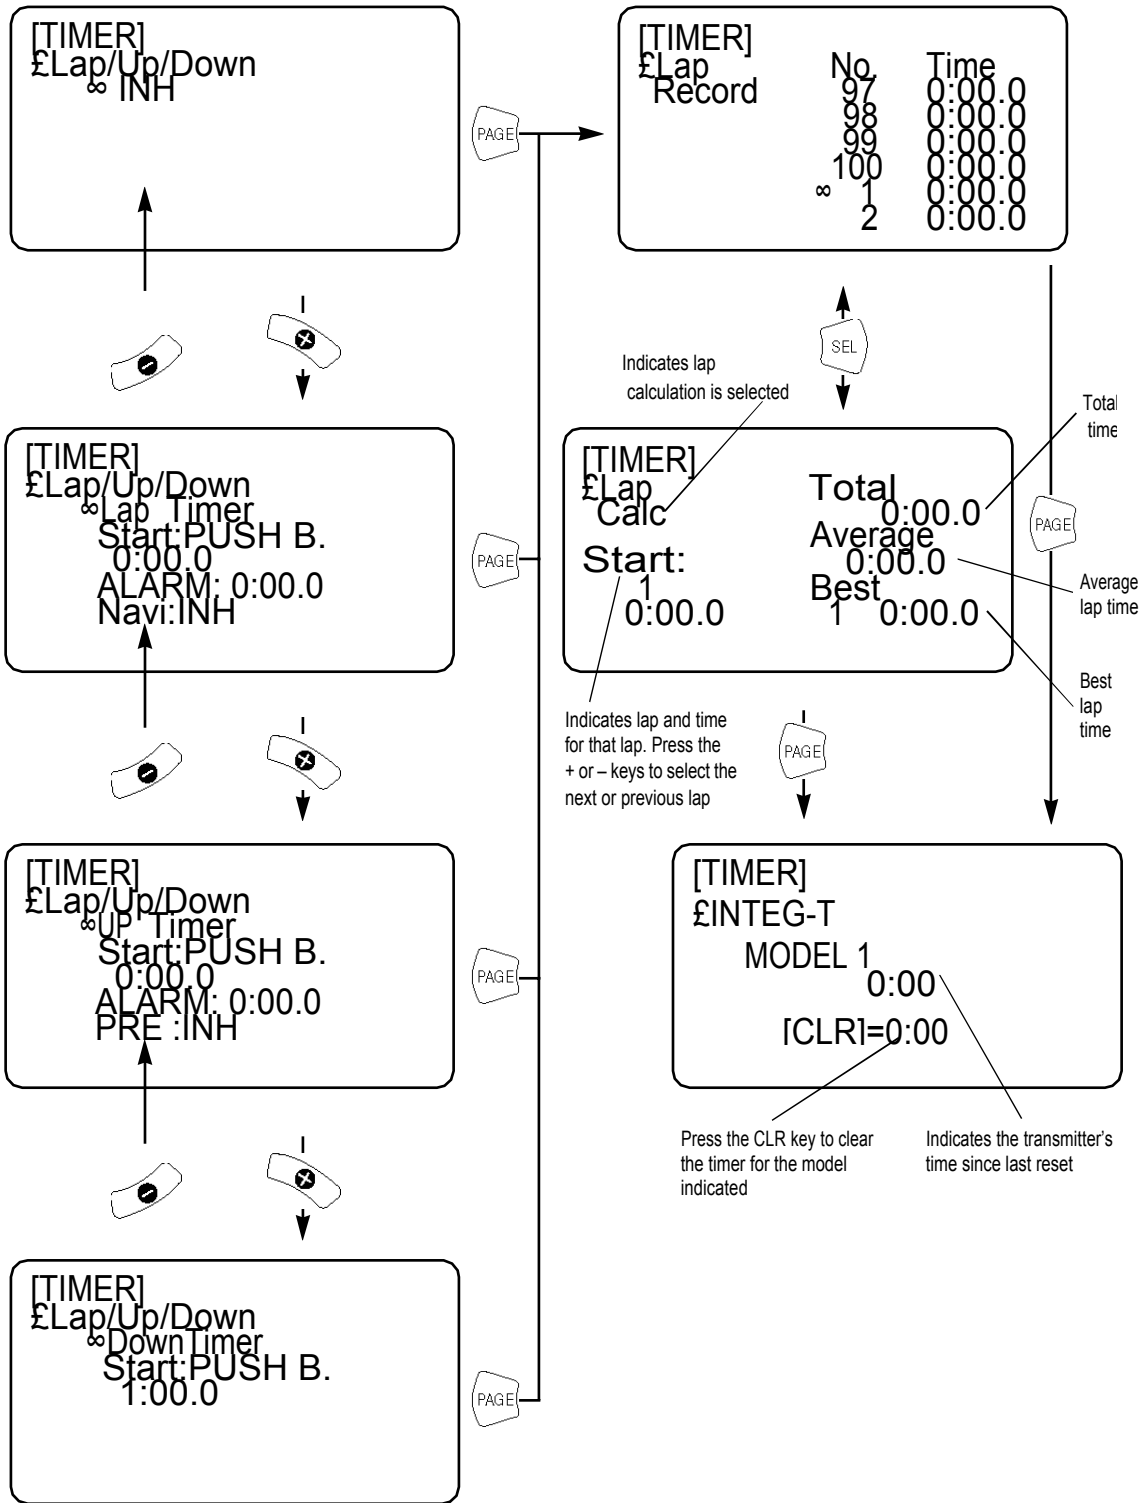 [TIMER]
£Lap/Up/Down
∞ INH
PAGE
[TIMER]
£Lap
Record
No. Time
97 0:00.0
98 0:00.0
99 0:00.0
100 0:00.0
∞ 1 0:00.0
2 0:00.0
SEL
Indicates lap
calculation is selected
[TIMER]
£Lap/Up/Down
∞Lap Timer
Start:PUSH B.
0:00.0
ALARM: 0:00.0
Navi:INH
PAGE
[TIMER]
£Lap
Calc
Start:
1
0:00.0
Total
0:00.0
Average
0:00.0
Best
1 0:00.0
Total
time
PAGE
Average
lap time
Best
lap
time
Indicates lap and time
for that lap. Press the
+ or – keys to select the
next or previous lap
PAGE
[TIMER]
£Lap/Up/Down
∞UP Timer
Start:PUSH B.
0:00.0
ALARM: 0:00.0
PRE :INH
PAGE
[TIMER]
£INTEG-T
MODEL 1
0:00
[CLR]=0:00
Press the CLR key to clear
the timer for the model
indicated
Indicates the transmitter's
time since last reset
[TIMER]
£Lap/Up/Down
∞DownTimer
Start:PUSH B.
1:00.0
PAGE